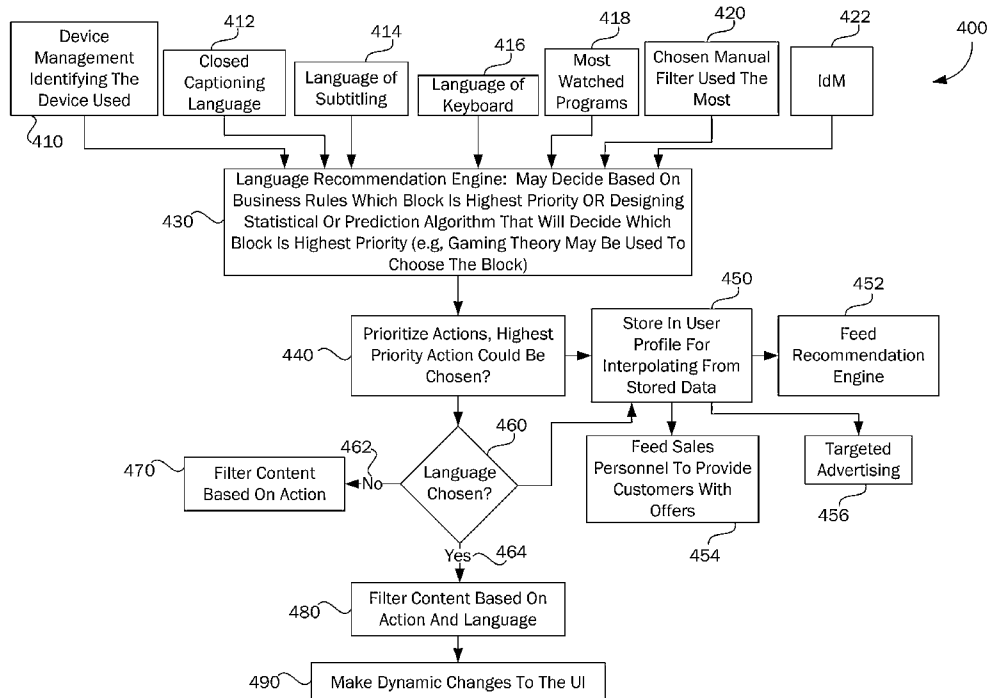 412
414
416
418
420
422
400
Device
Management
Identifying The
Device Used
410
Closed
Captioning
Language
Language of
Subtitling
Language of
Keyboard
Most
Watched
Programs
Chosen Manual
Filter Used The
Most
IdM
430
Language Recommendation Engine:  May Decide Based On
Business Rules Which Block Is Highest Priority OR Designing
Statistical Or Prediction Algorithm That Will Decide Which
Block Is Highest Priority (e.g, Gaming Theory May Be Used To
Choose The Block)
440
Prioritize Actions, Highest
Priority Action Could Be
Chosen?
450
Store In User
Profile For
Interpolating From
Stored Data
452
Feed
Recommendation
Engine
460
Language
Chosen?
462
No
470
Filter Content
Based On Action
Feed Sales
Personnel To Provide
Customers With
Offers
454
Targeted
Advertising
456
Yes
464
480
Filter Content Based On
Action And Language
490
Make Dynamic Changes To The UI